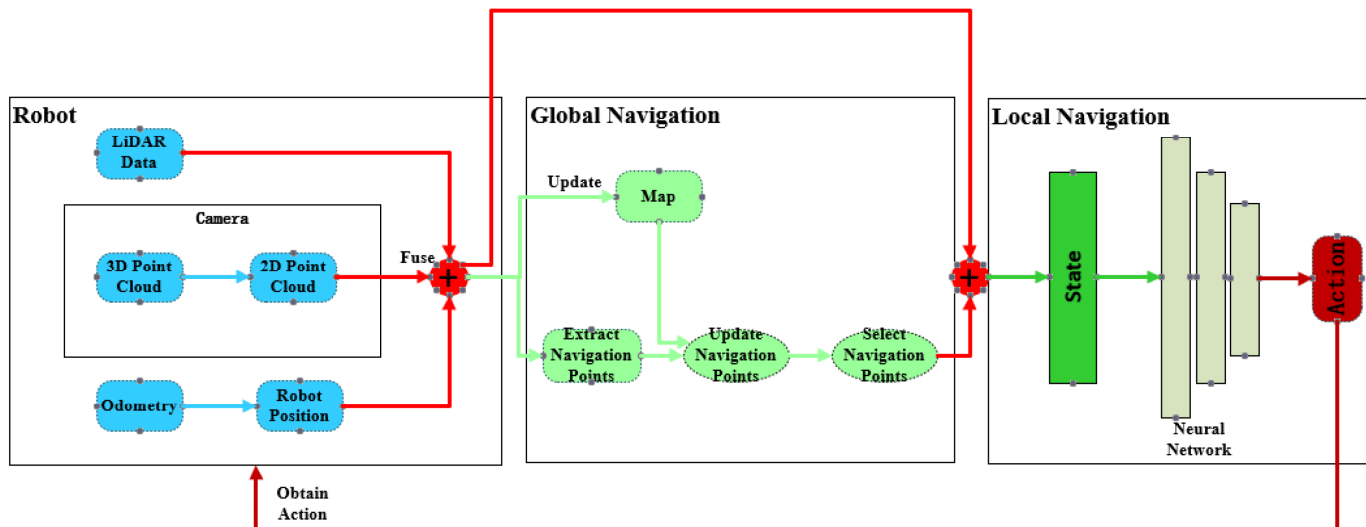 Robot
LiDAR
Data
Camera
3D Point
Cloud
2D Point
Cloud
Fuse
+
Odometry
Robot
Position
Obtain
Action
Global Navigation
Update
Map
Extract
Navigation
Points
Update
Navigation
Points
Select
Navigation
Points
+
Local Navigation
State
Neural
Network
Action